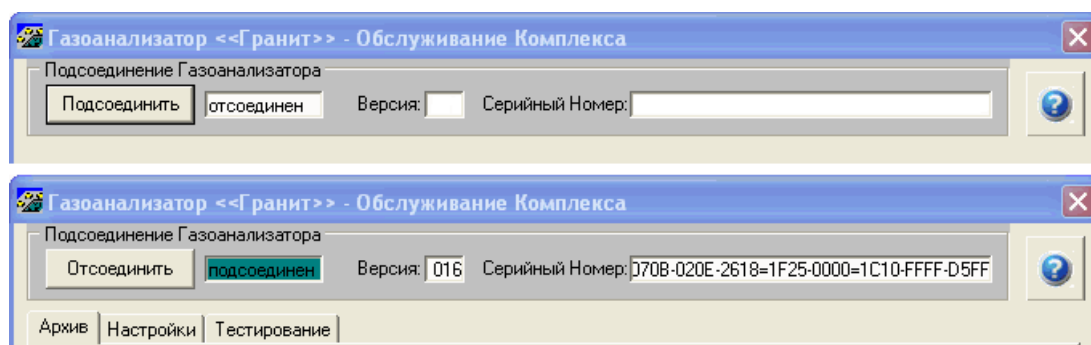 Газоанализатор <<Гранит>> - Обслуживание Комплекса
Подсоединение Газоанализатора
Подсоединить отсоединен Версия: Серийный Номер:
Газоанализатор <<Гранит>> - Обслуживание Комплекса
Подсоединение Газоанализатора
Отсоединить подсоединен Версия: 016 Серийный Номер: 070B-020E-2618=1F25-0000=1C10-FFFF-D5FF
Архив Настройки Тестирование